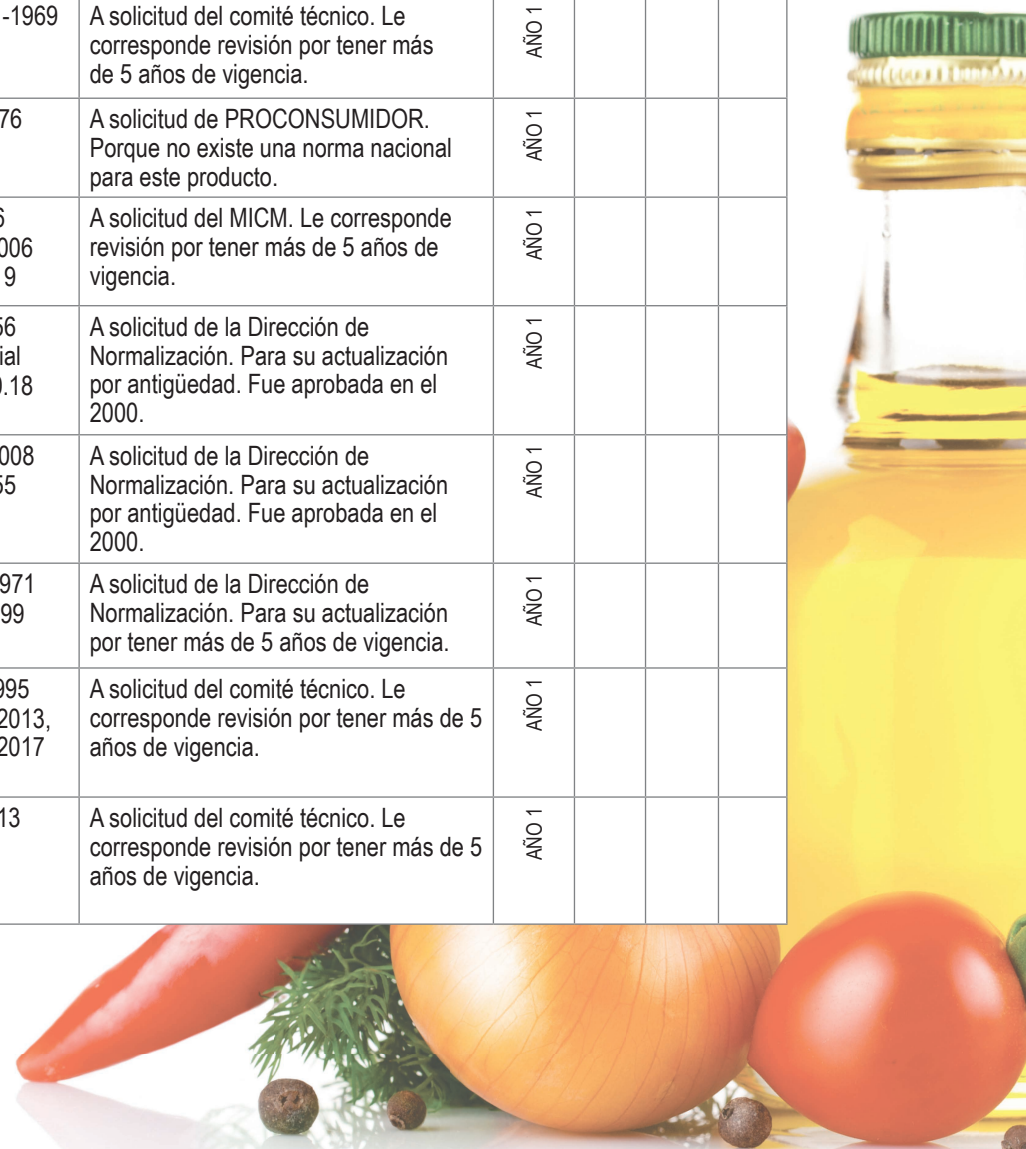 -1969
A solicitud del comité técnico. Le
corresponde revisión por tener más
de 5 años de vigencia.
AÑO 1
76
A solicitud de PROCONSUMIDOR.
Porque no existe una norma nacional
para este producto.
AÑO 1
6
006
9
A solicitud del MICM. Le corresponde
revisión por tener más de 5 años de
vigencia.
AÑO 1
56
ial
0.18
A solicitud de la Dirección de
Normalización. Para su actualización
por antigüedad. Fue aprobada en el
2000.
AÑO 1
008
55
A solicitud de la Dirección de
Normalización. Para su actualización
por antigüedad. Fue aprobada en el
2000.
AÑO 1
971
99
A solicitud de la Dirección de
Normalización. Para su actualización
por tener más de 5 años de vigencia.
AÑO 1
995
2013,
2017
A solicitud del comité técnico. Le
corresponde revisión por tener más de 5
años de vigencia.
AÑO 1
13
A solicitud del comité técnico. Le
corresponde revisión por tener más de 5
años de vigencia.
AÑO 1